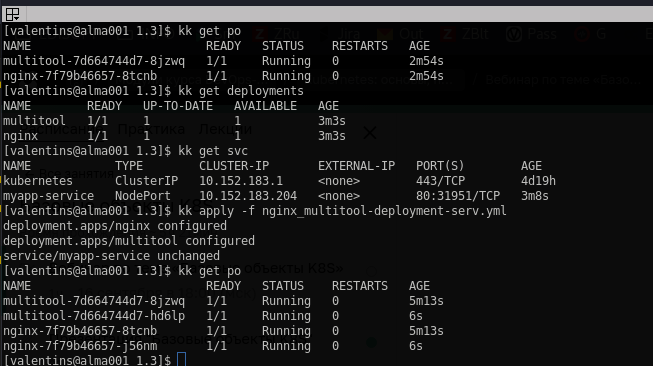 [valentins@alma001 1.3]$ kk get po
NAME READY STATUS RESTARTS AGE
multitool-7d664744d7-8jzwq 1/1 Running 0 2m54s
nginx-7f79b46657-8tcnb 1/1 Running 0 2m54s
[valentins@alma001 1.3]$ kk get deployments
NAME READY UP-TO-DATE AVAILABLE AGE
multitool 1/1 1 1 3m3s
nginx 1/1 1 1 3m3s
[valentins@alma001 1.3]$ kk get svc
NAME TYPE CLUSTER-IP EXTERNAL-IP PORT(S) AGE
kubernetes ClusterIP 10.152.183.1 <none> 443/TCP 4d19h
myapp-service NodePort 10.152.183.204 <none> 80:31951/TCP 3m8s
[valentins@alma001 1.3]$ kk apply -f nginx_multitool-deployment-serv.yml
deployment.apps/nginx configured
deployment.apps/multitool configured
service/myapp-service unchanged
[valentins@alma001 1.3]$ kk get po
NAME READY STATUS RESTARTS AGE
multitool-7d664744d7-8jzwq 1/1 Running 0 5m13s
multitool-7d664744d7-hd6lp 1/1 Running 0 6s
nginx-7f79b46657-8tcnb 1/1 Running 0 5m13s
nginx-7f79b46657-j56nm 1/1 Running 0 6s
[valentins@alma001 1.3]$